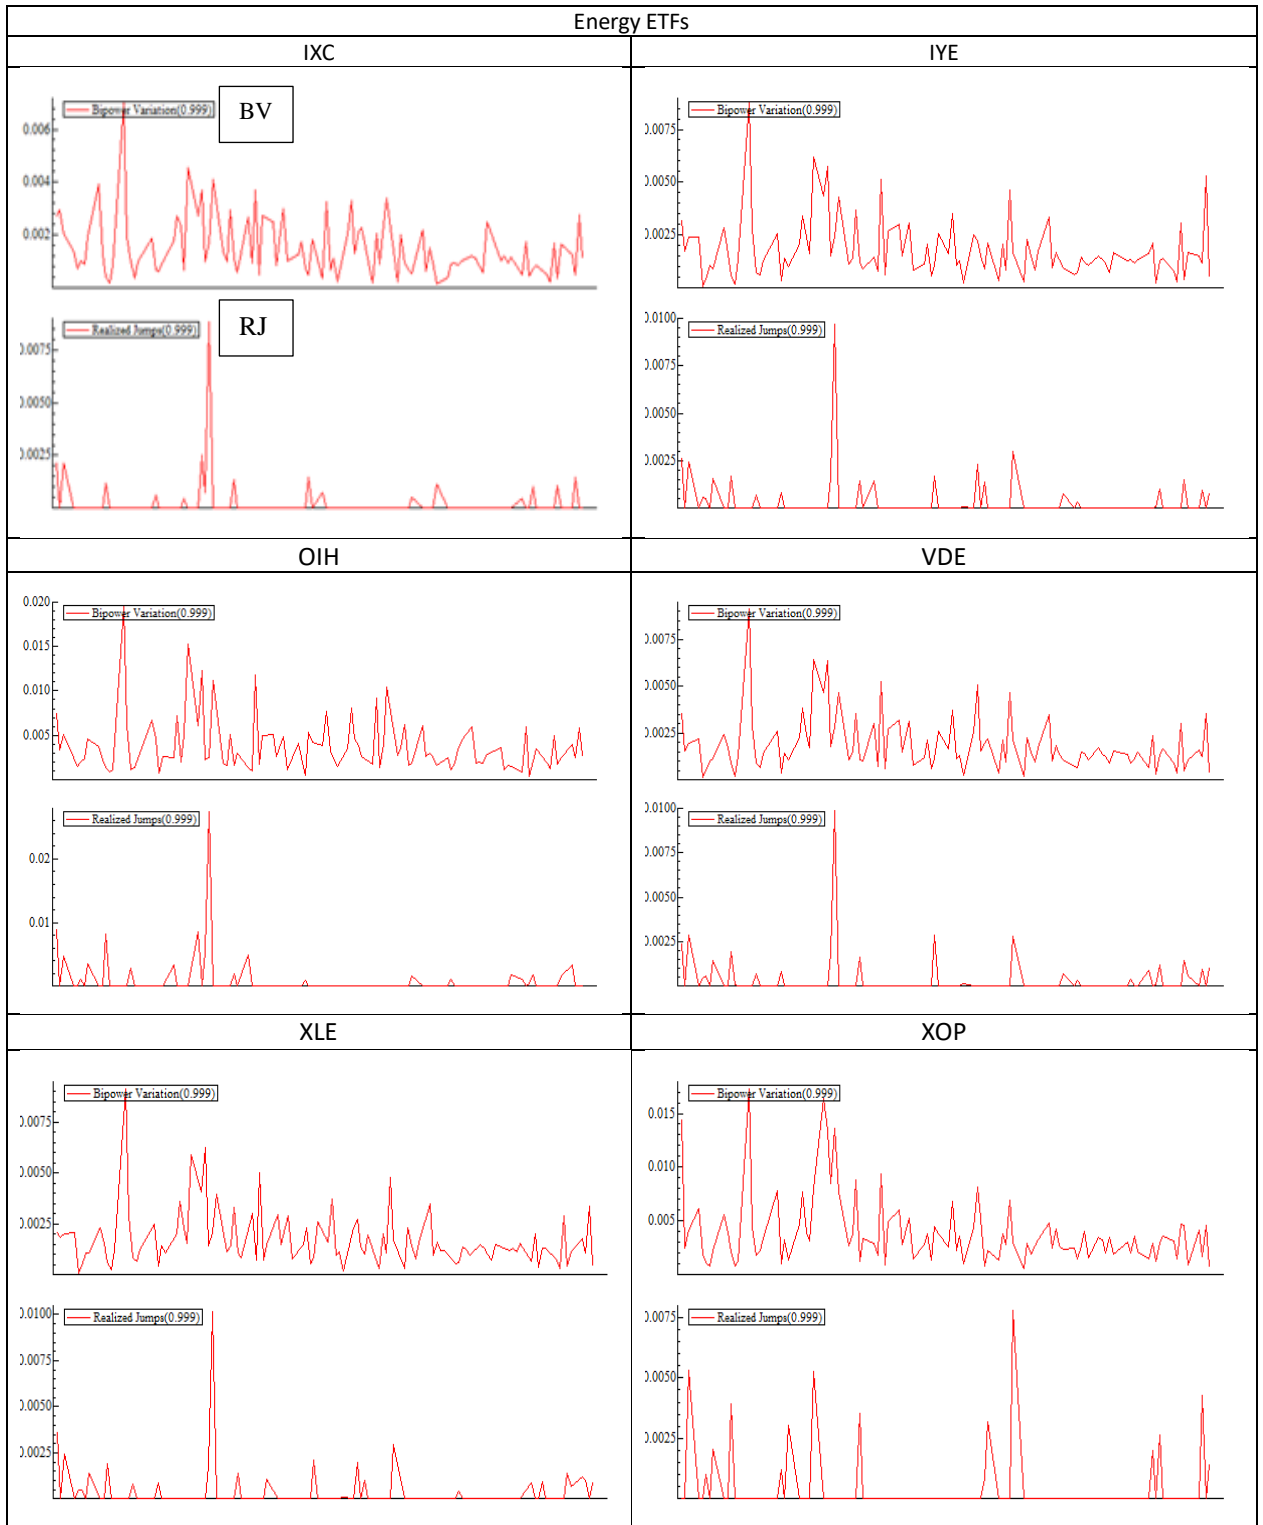 Energy ETFs
IXC
IYE
Bipower Variation(0.999)
BV
0.006
0.004
0.002
Realized Jumps(0.999)
RJ
0.0075
0.0050
0.0025
Bipower Variation(0.999)
0.0075
0.0050
0.0025
0.0100
Realized Jumps(0.999)
0.0075
0.0050
0.0025
OIH
VDE
0.020
Bipower Variation(0.999)
0.015
0.010
0.005
Realized Jumps(0.999)
0.02
0.01
Bipower Variation(0.999)
0.0075
0.0050
0.0025
0.0100
Realized Jumps(0.999)
0.0075
0.0050
0.0025
XLE
XOP
Bipower Variation(0.999)
0.0075
0.0050
0.0025
0.0100
Realized Jumps(0.999)
0.0075
0.0050
0.0025
Bipower Variation(0.999)
0.015
0.010
0.005
0.0075
Realized Jumps(0.999)
0.0050
0.0025